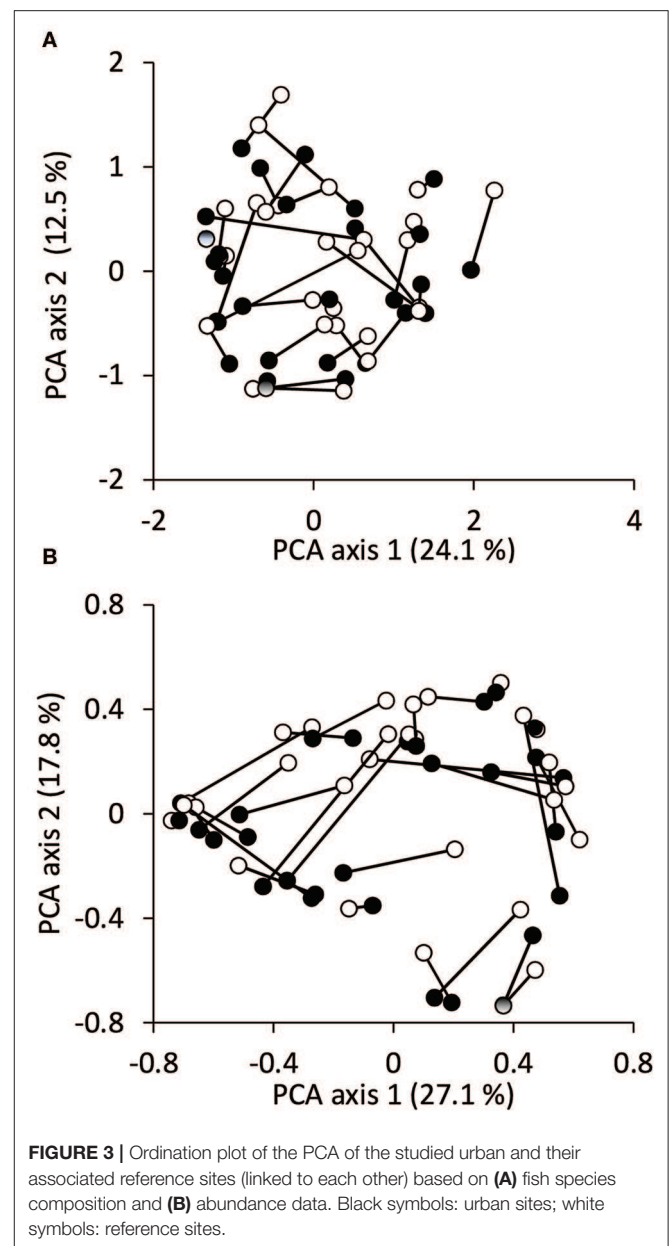 A
2
1
0
-1
-2
PCA axis 2 (12.5 %)
-2
0
2
4
PCA axis 1 (24.1 %)
B
0.8
0.4
0
-0.4
-0.8
PCA axis 2 (17.8 %)
-0.8
-0.4
0
0.4
0.8
PCA axis 1 (27.1 %)
FIGURE 3 | Ordination plot of the PCA of the studied urban and their
associated reference sites (linked to each other) based on (A) fish species
composition and (B) abundance data. Black symbols: urban sites; white
symbols: reference sites.